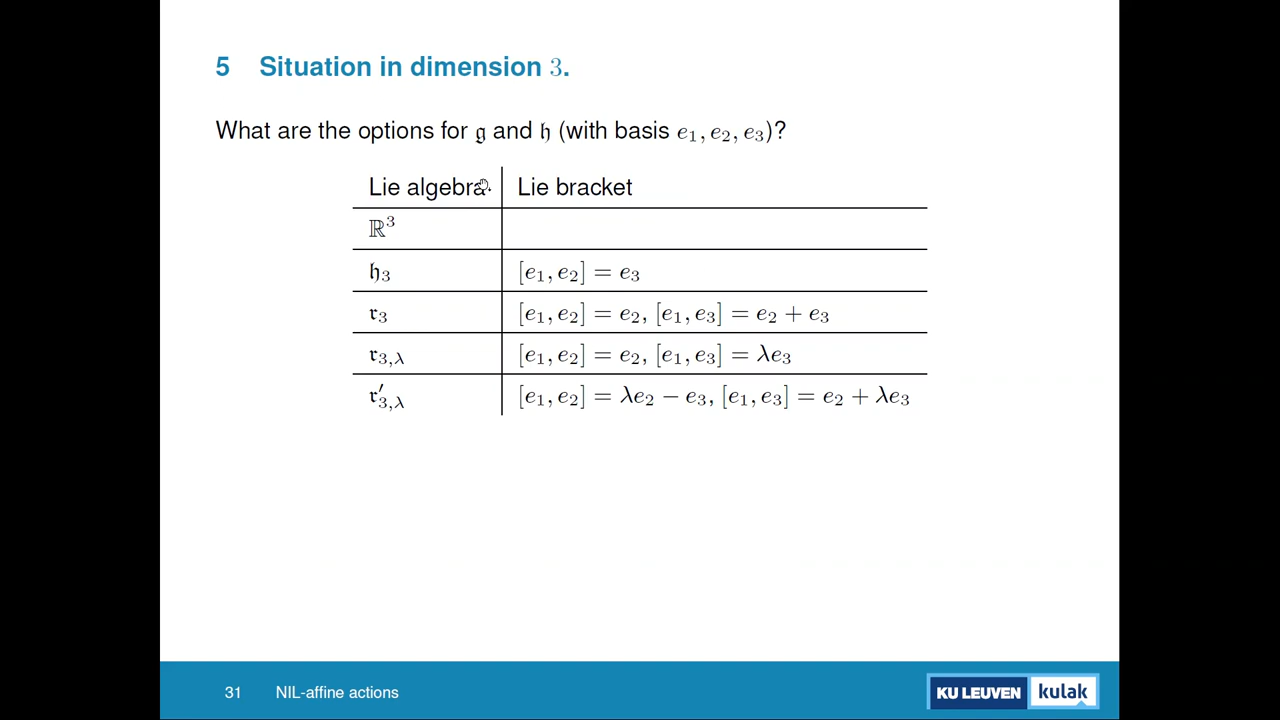 5 Situation in dimension 3.
What are the options for 𝔤 and 𝔥 (with basis e₁, e₂, e₃)?
Lie algebra Lie bracket
ℝ³
𝔥₃ [e₁, e₂] = e₃
𝔯₃ [e₁, e₂] = e₂, [e₁, e₃] = e₂ + e₃
𝔯₃,λ [e₁, e₂] = e₂, [e₁, e₃] = λe₃
𝔯′₃,λ [e₁, e₂] = λe₂ − e₃, [e₁, e₃] = e₂ + λe₃
31 NIL-affine actions KU LEUVEN kulak